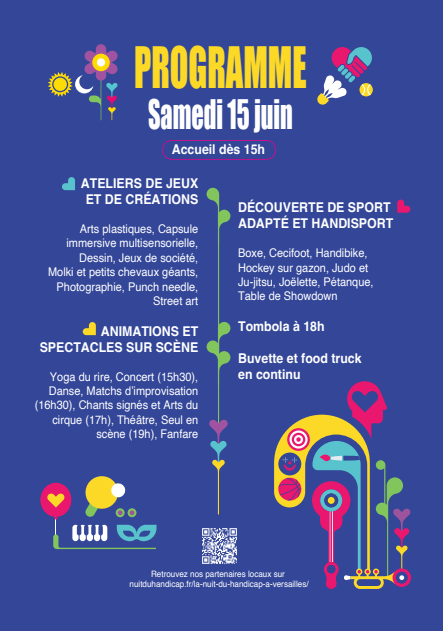 PROGRAMME
Samedi 15 juin
Accueil dès 15h
ATELIERS DE JEUX
ET DE CRÉATIONS
Arts plastiques, Capsule
immersive multisensorielle,
Dessin, Jeux de société,
Molki et petits chevaux géants,
Photographie, Punch needle,
Street art
ANIMATIONS ET
SPECTACLES SUR SCÈNE
Yoga du rire, Concert (15h30),
Danse, Matchs d'improvisation
(16h30), Chants signés et Arts du
cirque (17h), Théâtre, Seul en
scène (19h), Fanfare
DÉCOUVERTE DE SPORT
ADAPTÉ ET HANDISPORT
Boxe, Cecifoot, Handibike,
Hockey sur gazon, Judo et
Ju-jitsu, Joëlette, Pétanque,
Table de Showdown
Tombola à 18h
Buvette et food truck
en continu
Retrouvez nos partenaires locaux sur
nuitduhandicap.fr/la-nuit-du-handicap-a-versailles/